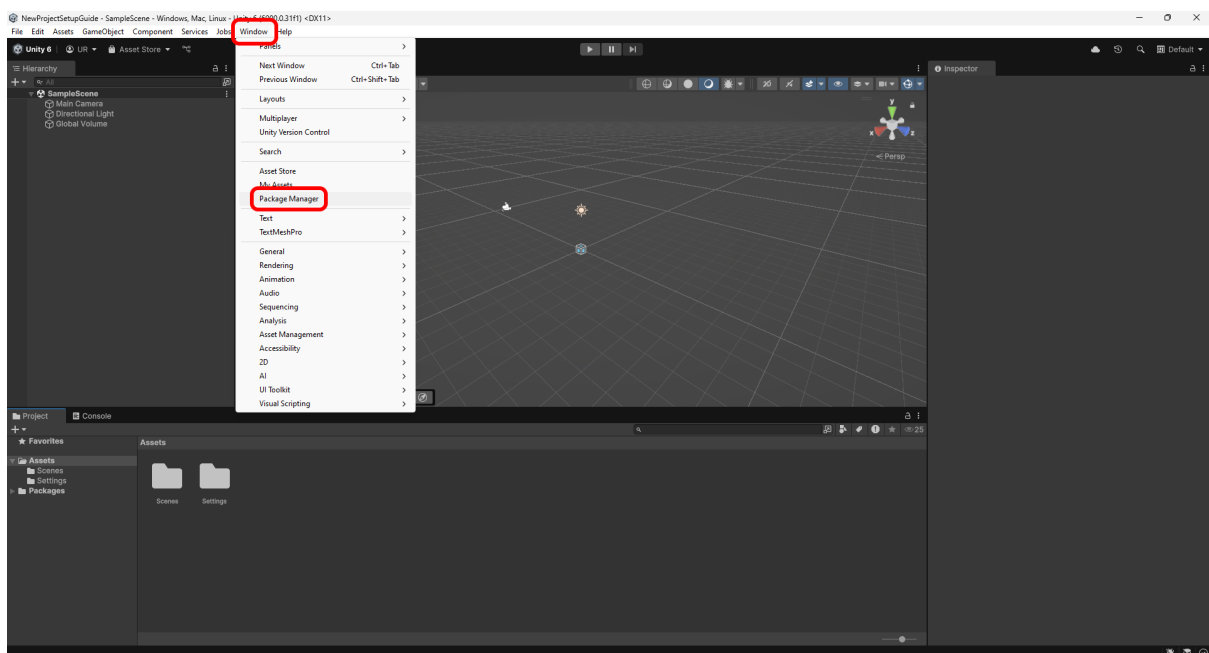 NewProjectSetupGuide - SampleScene - Windows, Mac, Linux - Unity 6 (6000.0.31f1) <DX11>
File Edit Assets GameObject Component Services Jobs Window Help
Unity 6 UR Asset Store Default
Hierarchy
All
SampleScene
Main Camera
Directional Light
Global Volume
Panels
Next Window Ctrl+Tab
Previous Window Ctrl+Shift+Tab
Layouts
Multiplayer
Unity Version Control
Search
Asset Store
My Assets
Package Manager
Text
TextMeshPro
General
Rendering
Animation
Audio
Sequencing
Analysis
Asset Management
Accessibility
2D
AI
UI Toolkit
Visual Scripting
y
x z
Persp
Inspector
Project Console
25
Favorites
Assets
Scenes
Settings
Packages
Assets
Scenes Settings